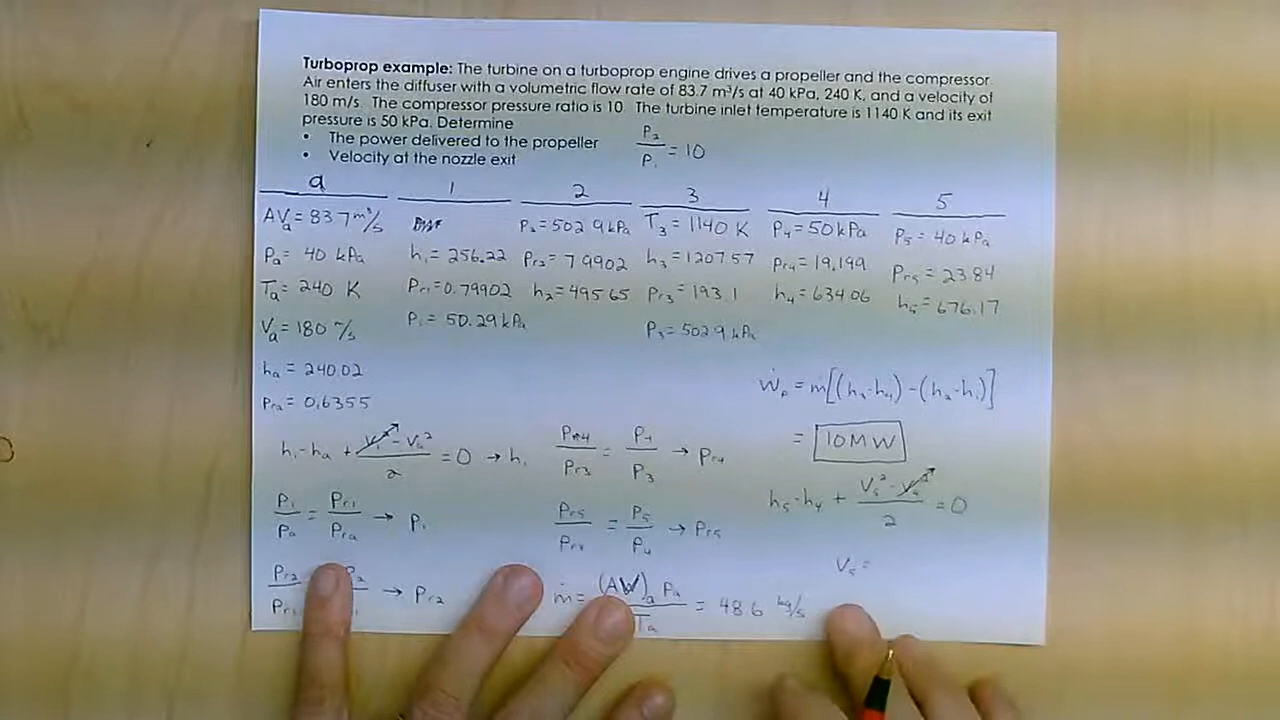 Turboprop example: The turbine on a turboprop engine drives a propeller and the compressor.
Air enters the diffuser with a volumetric flow rate of 83.7 m³/s at 40 kPa, 240 K, and a velocity of
180 m/s. The compressor pressure ratio is 10. The turbine inlet temperature is 1140 K and its exit
pressure is 50 kPa. Determine
• The power delivered to the propeller
• Velocity at the nozzle exit
P₂/P₁ = 10
a 1 2 3 4 5
AVₐ = 83.7 m³/s
Pₐ = 40 kPa
Tₐ = 240 K
Vₐ = 180 m/s
hₐ = 240.02
Prₐ = 0.6355
h₁ = 256.22
Pr₁ = 0.79902
P₁ = 50.29 kPa
P₂ = 502.9 kPa
Pr₂ = 7.9902
h₂ = 495.65
T₃ = 1140 K
h₃ = 1207.57
Pr₃ = 193.1
P₃ = 502.9 kPa
P₄ = 50 kPa
Pr₄ = 19.199
h₄ = 634.06
P₅ = 40 kPa
Pr₅ = 23.84
h₅ = 676.17
h₁ - hₐ + (V₁² - Vₐ²)/2 = 0 → h₁
P₁/Pₐ = Pr₁/Prₐ → P₁
Pr₂/Pr₁ P₂ → Pr₂
Pr₄/Pr₃ = P₄/P₃ → Pr₄
Pr₅/Pr₄ = P₅/P₄ → Pr₅
ṁ = (AV)ₐ Pₐ / Tₐ = 48.6 kg/s
Ẇp = ṁ[(h₃-h₄) - (h₂-h₁)]
= 10 MW
h₅ - h₄ + (V₅² - V₄²)/2 = 0
V₅ =